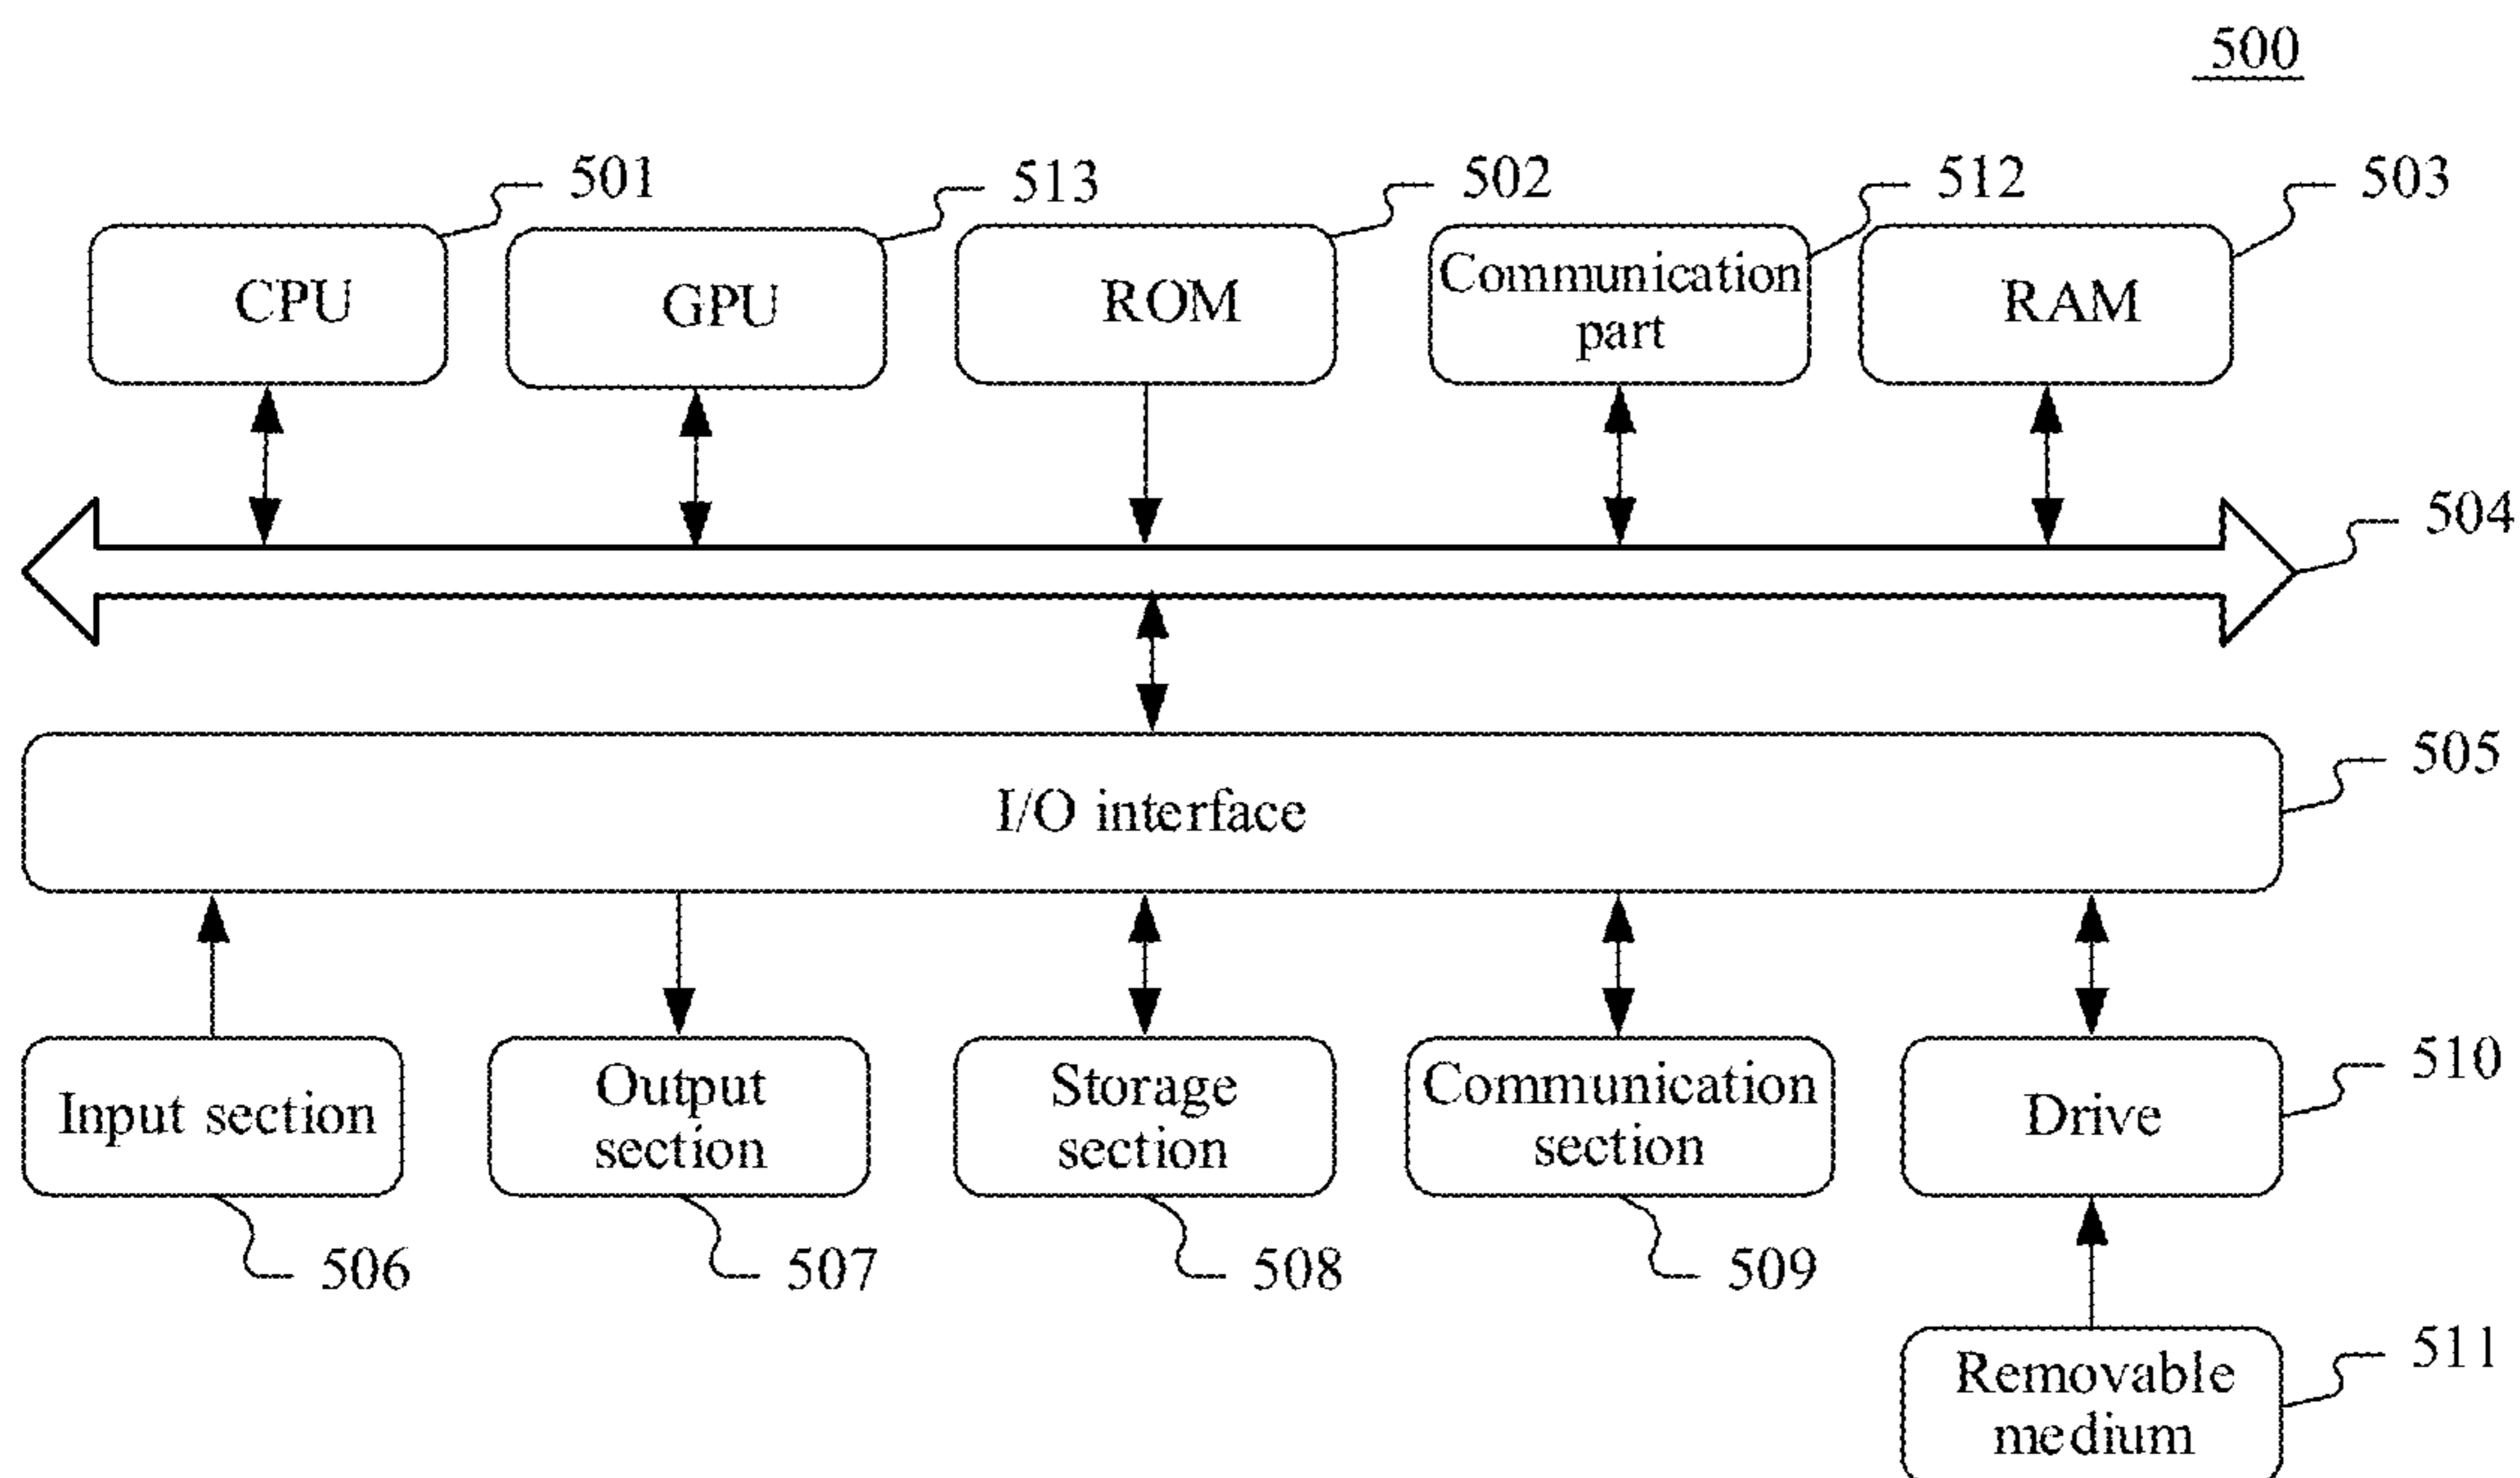 500
501
513
502
512
503
CPU
GPU
ROM
Communication
part
RAM
504
505
I/O interface
510
Input section
Output
section
Storage
section
Communication
section
Drive
506
507
508
509
511
Removable
medium